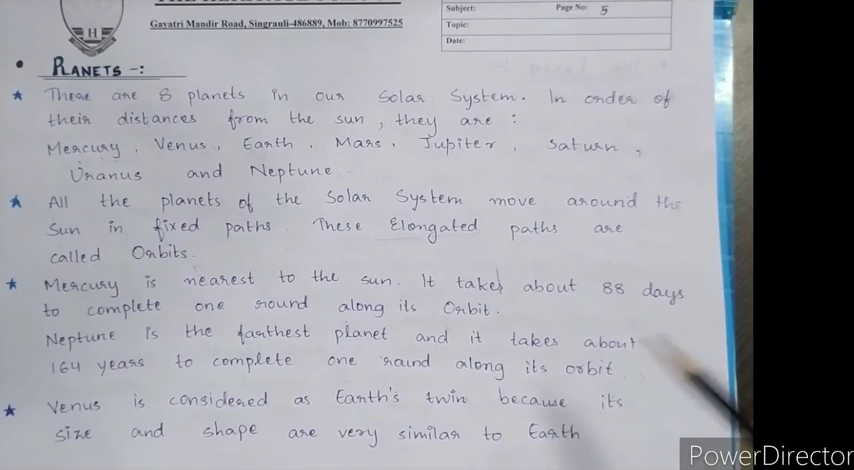 Gayatri Mandir Road, Singrauli-486889, Mob: 8770997525
Subject: Page No: 5
Topic:
Date:
H
• PLANETS -:
★ There are 8 planets in our Solar System. In order of
their distances from the sun, they are :
Mercury, Venus, Earth, Mars, Jupiter, Saturn,
Uranus and Neptune
★ All the planets of the Solar System move around the
Sun in fixed paths. These Elongated paths are
called Orbits.
★ Mercury is nearest to the sun. It takes about 88 days
to complete one round along its Orbit.
Neptune is the farthest planet and it takes about
164 years to complete one round along its orbit
★ Venus is considered as Earth's twin because its
size and shape are very similar to Earth
PowerDirector